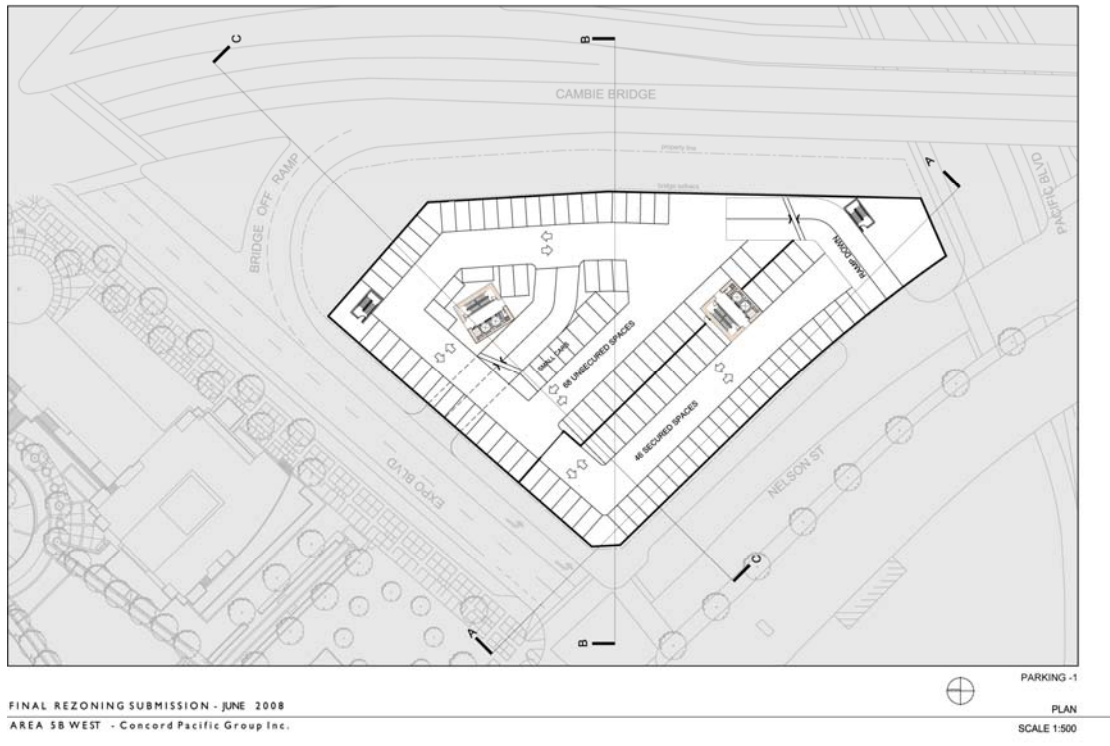 C
B
CAMBIE BRIDGE
property line
A
BRIDGE OFF RAMP
PACIFIC BLVD
RAMP DOWN
SMALL CARS
68 UNSECURED SPACES
46 SECURED SPACES
EXPO BLVD
NELSON ST
C
A
B
PARKING -1
FINAL REZONING SUBMISSION - JUNE 2008
PLAN
AREA 5B WEST - Concord Pacific Group Inc.
SCALE 1:500